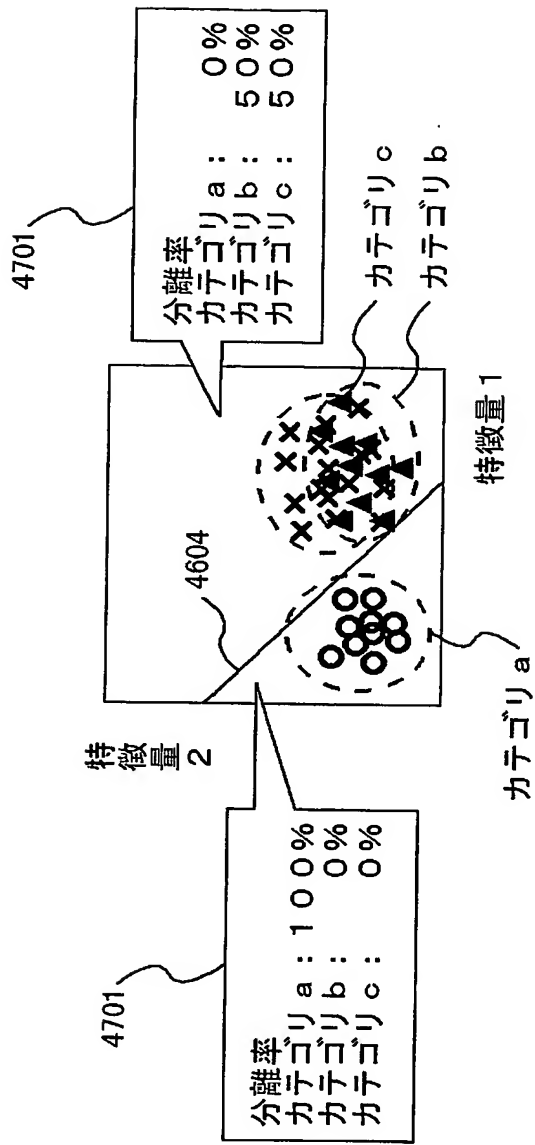 4701
分離率
カテゴリa：100%
カテゴリb：0%
カテゴリc：0%
特徴量2
4604
4701
分離率
カテゴリa：0%
カテゴリb：50%
カテゴリc：50%
カテゴリa
特徴量1
カテゴリc
カテゴリb